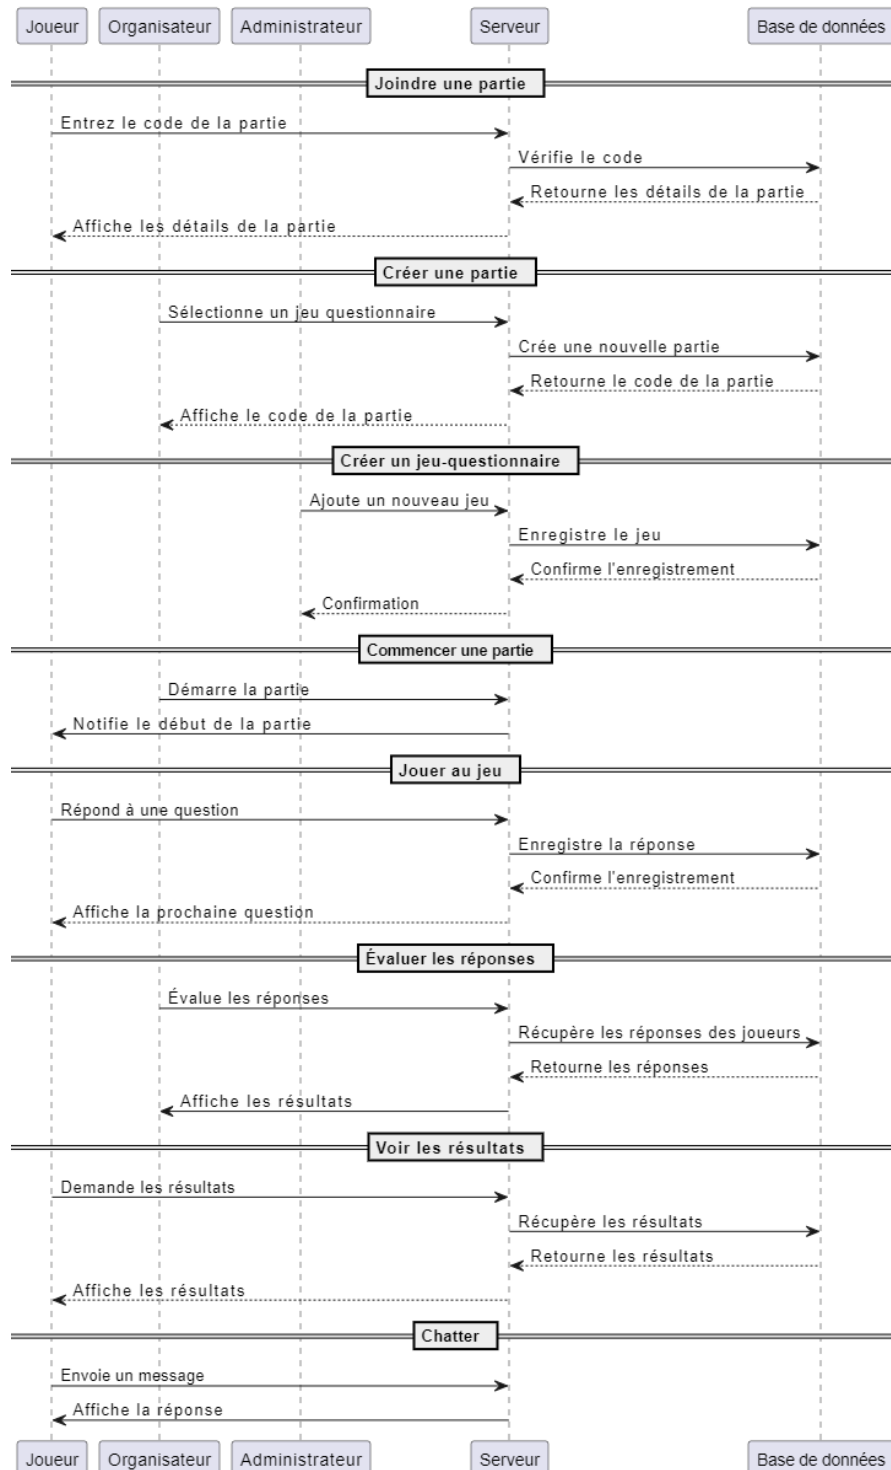 Joueur Organisateur Administrateur Serveur Base de données
Joindre une partie
Entrez le code de la partie
Vérifie le code
Retourne les détails de la partie
Affiche les détails de la partie
Créer une partie
Sélectionne un jeu questionnaire
Crée une nouvelle partie
Retourne le code de la partie
Affiche le code de la partie
Créer un jeu-questionnaire
Ajoute un nouveau jeu
Enregistre le jeu
Confirme l'enregistrement
Confirmation
Commencer une partie
Démarre la partie
Notifie le début de la partie
Jouer au jeu
Répond à une question
Enregistre la réponse
Confirme l'enregistrement
Affiche la prochaine question
Évaluer les réponses
Évalue les réponses
Récupère les réponses des joueurs
Retourne les réponses
Affiche les résultats
Voir les résultats
Demande les résultats
Récupère les résultats
Retourne les résultats
Affiche les résultats
Chatter
Envoie un message
Affiche la réponse
Joueur Organisateur Administrateur Serveur Base de données